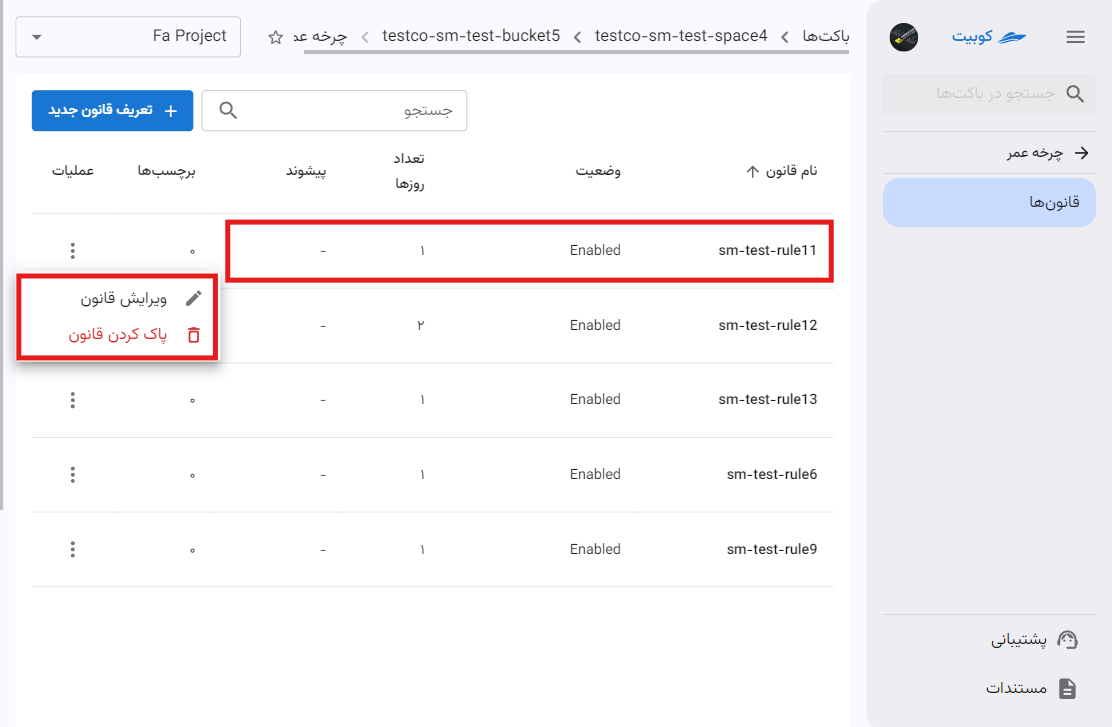 کوبیت
باکت‌ها
testco-sm-test-space4
testco-sm-test-bucket5
چرخه عم
Fa Project
جستجو در باکت‌ها
چرخه عمر
قانون‌ها
پشتیبانی
مستندات
جستجو
تعریف قانون جدید
نام قانون
وضعیت
تعداد
روزها
پیشوند
برچسب‌ها
عملیات
sm-test-rule11 Enabled ۱ - ۰
ویرایش قانون
پاک کردن قانون
sm-test-rule12 Enabled ۲ -
sm-test-rule13 Enabled ۱ - ۰
sm-test-rule6 Enabled ۱ - ۰
sm-test-rule9 Enabled ۱ - ۰